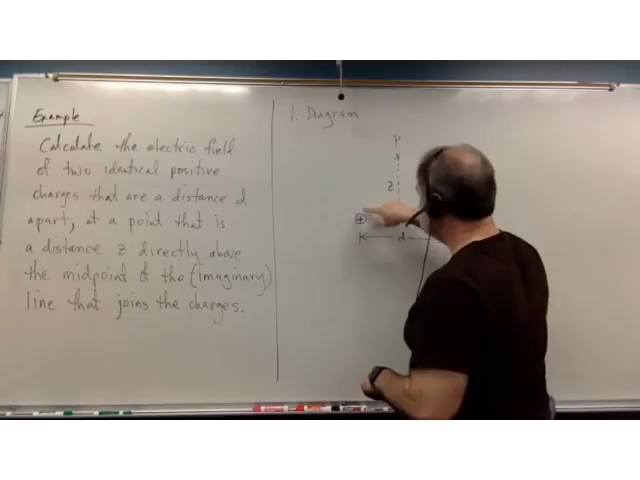 Example
Calculate the electric field
of two identical positive
charges that are a distance d
apart, at a point that is
a distance z directly above
the midpoint of the (imaginary)
line that joins the charges.
1. Diagram
P
x
z
+
d